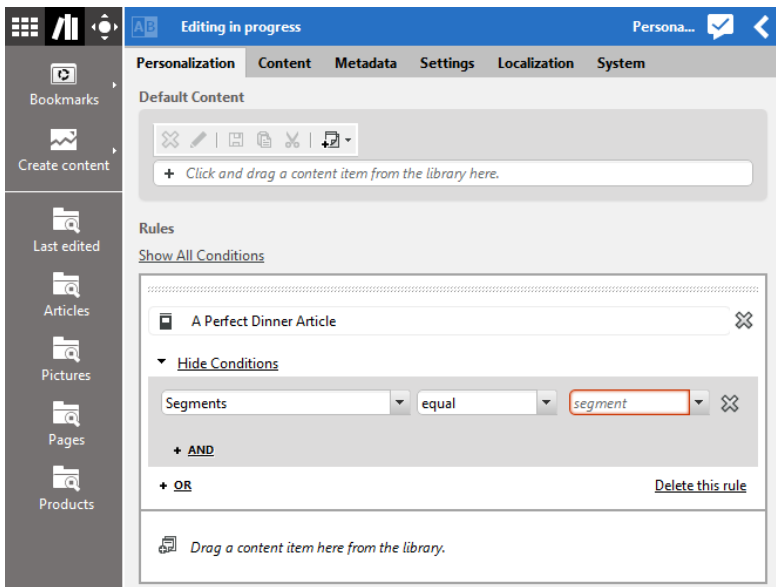 AB Editing in progress Persona...
Personalization Content Metadata Settings Localization System
Bookmarks
Create content
Last edited
Articles
Pictures
Pages
Products
Default Content
+ Click and drag a content item from the library here.
Rules
Show All Conditions
A Perfect Dinner Article
Hide Conditions
Segments equal segment
+ AND
+ OR Delete this rule
Drag a content item here from the library.